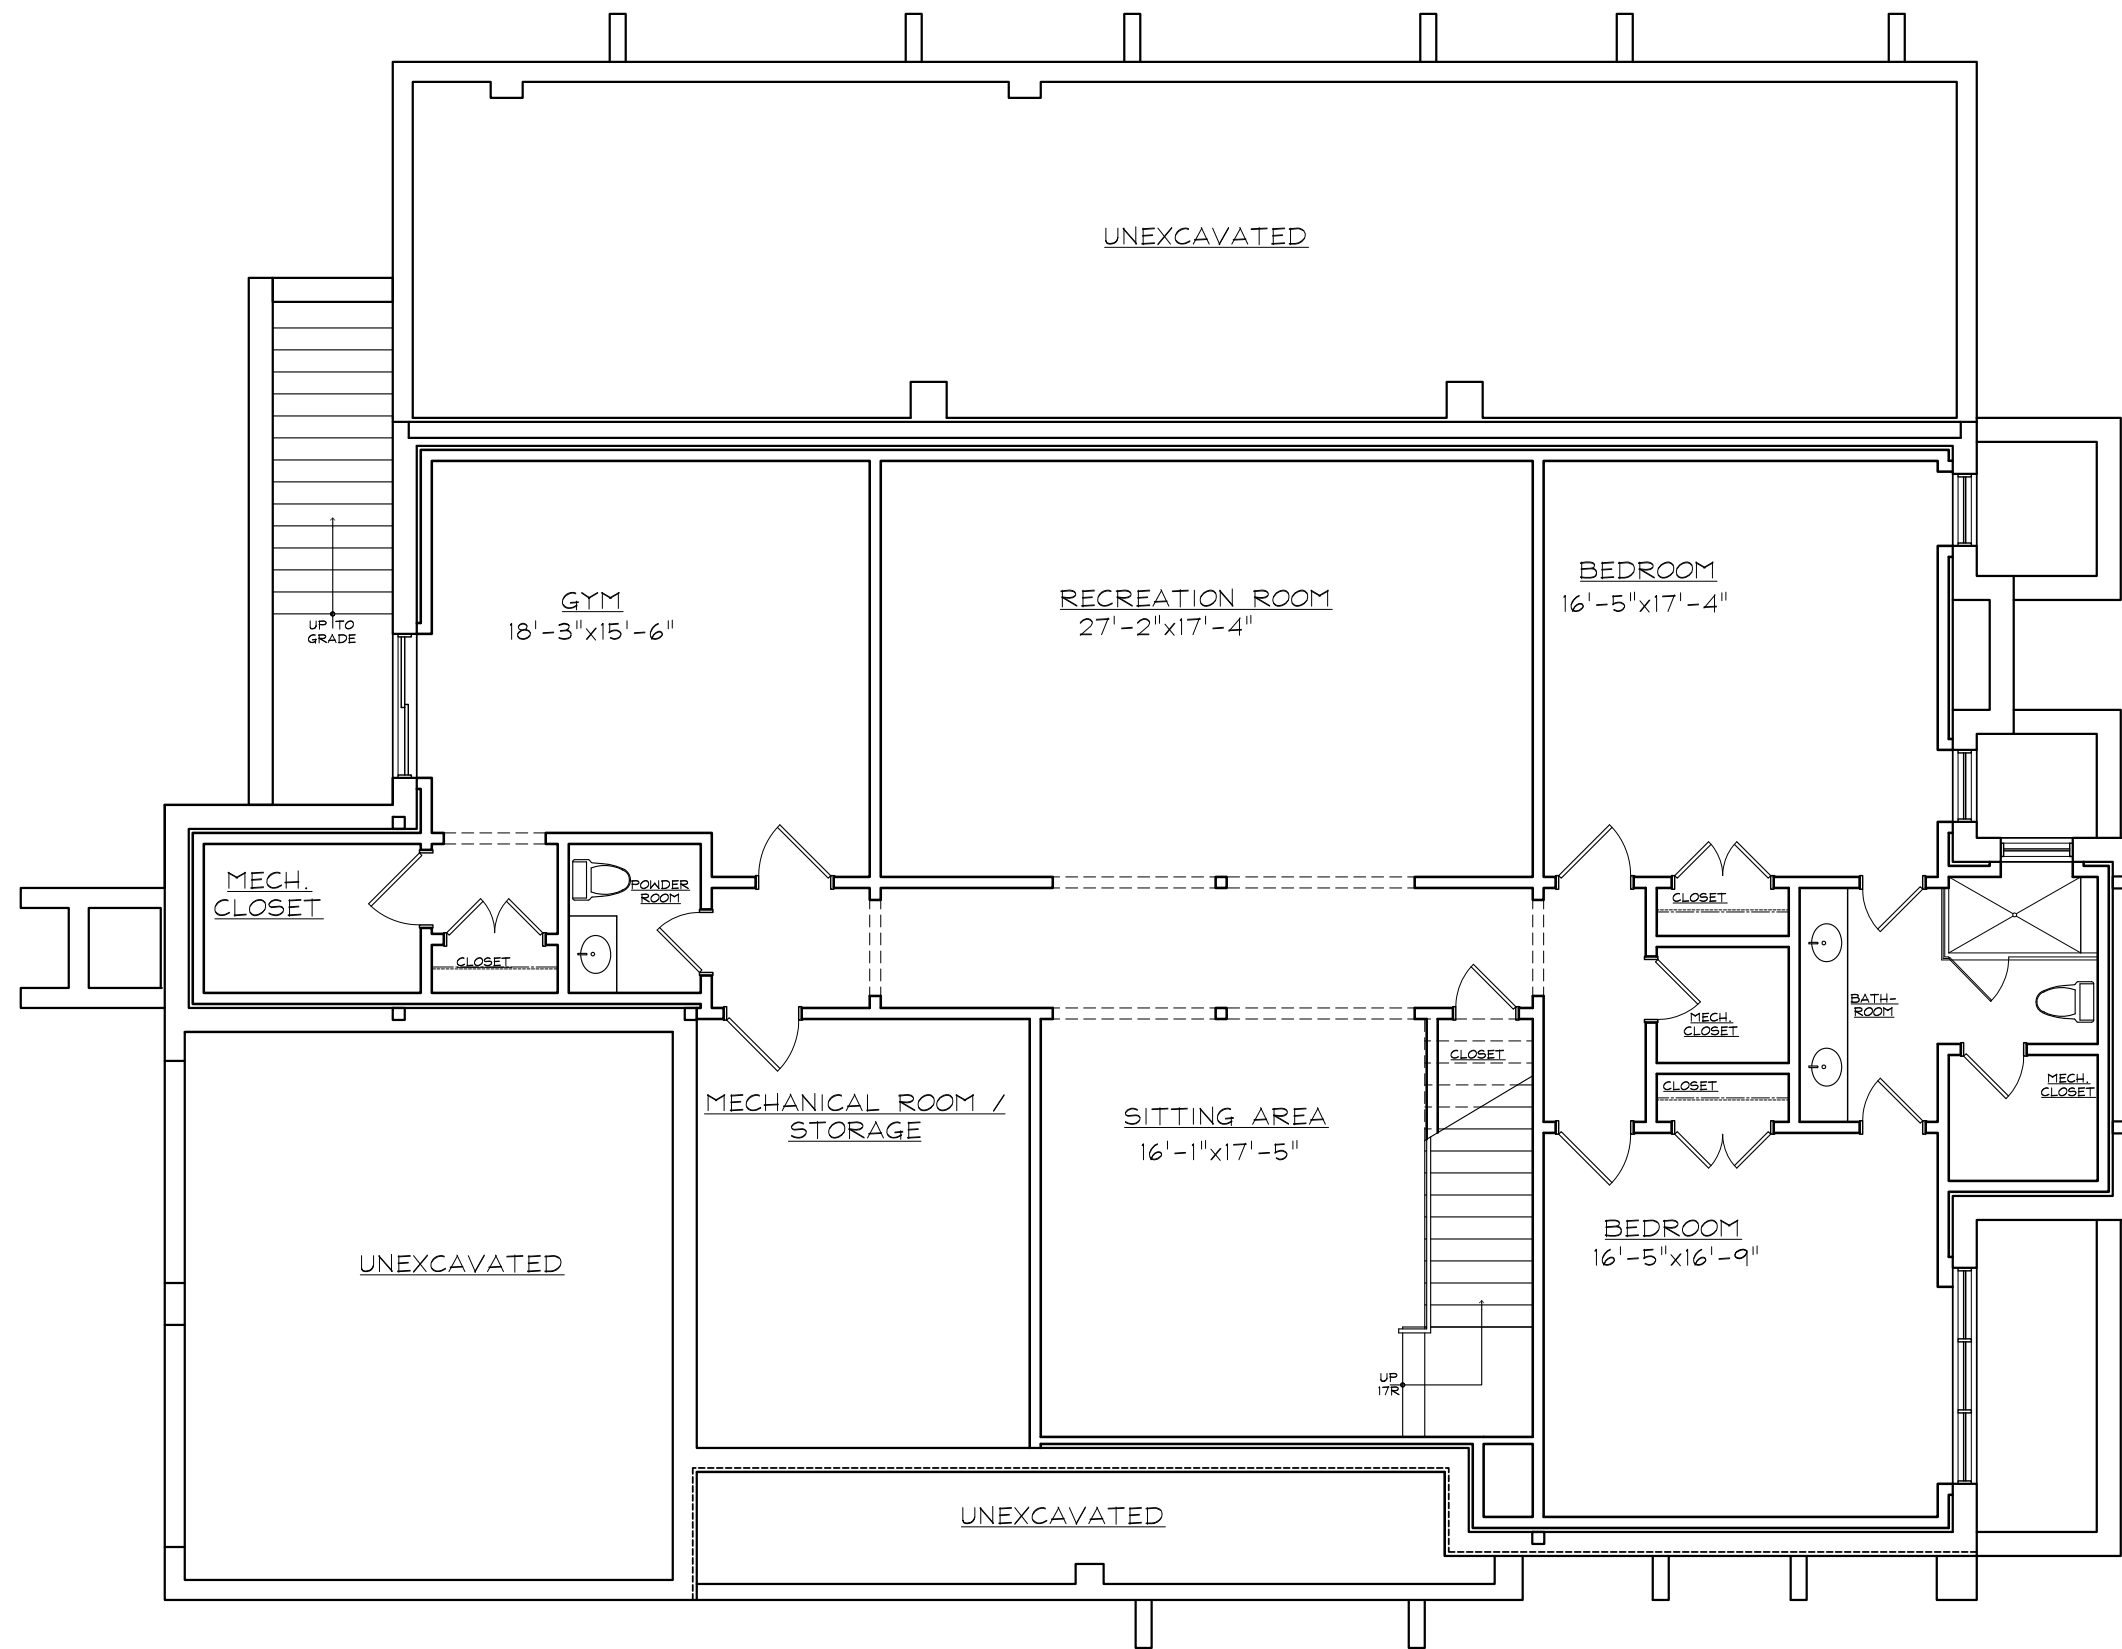 UNEXCAVATED
BEDROOM
16'-5"x17'-4"
GYM
18'-3"x15'-6"
RECREATION ROOM
27'-2"x17'-4"
UP TO
GRADE
MECH.
CLOSET
POWDER
ROOM
CLOSET
CLOSET
BATH-
ROOM
MECH.
CLOSET
CLOSET
CLOSET
MECH.
CLOSET
MECHANICAL ROOM /
STORAGE
SITTING AREA
16'-1"x17'-5"
BEDROOM
16'-5"x16'-9"
UNEXCAVATED
UP
17R
UNEXCAVATED